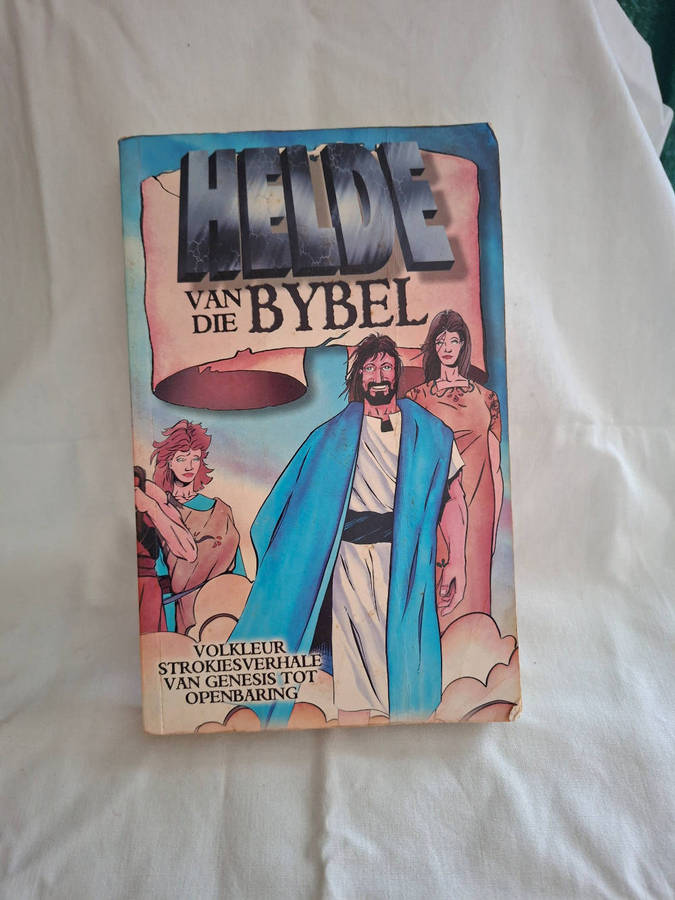 HELDE
VAN
DIE BYBEL
VOLKLEUR
STROKIESVERHALE
VAN GENESIS TOT
OPENBARING